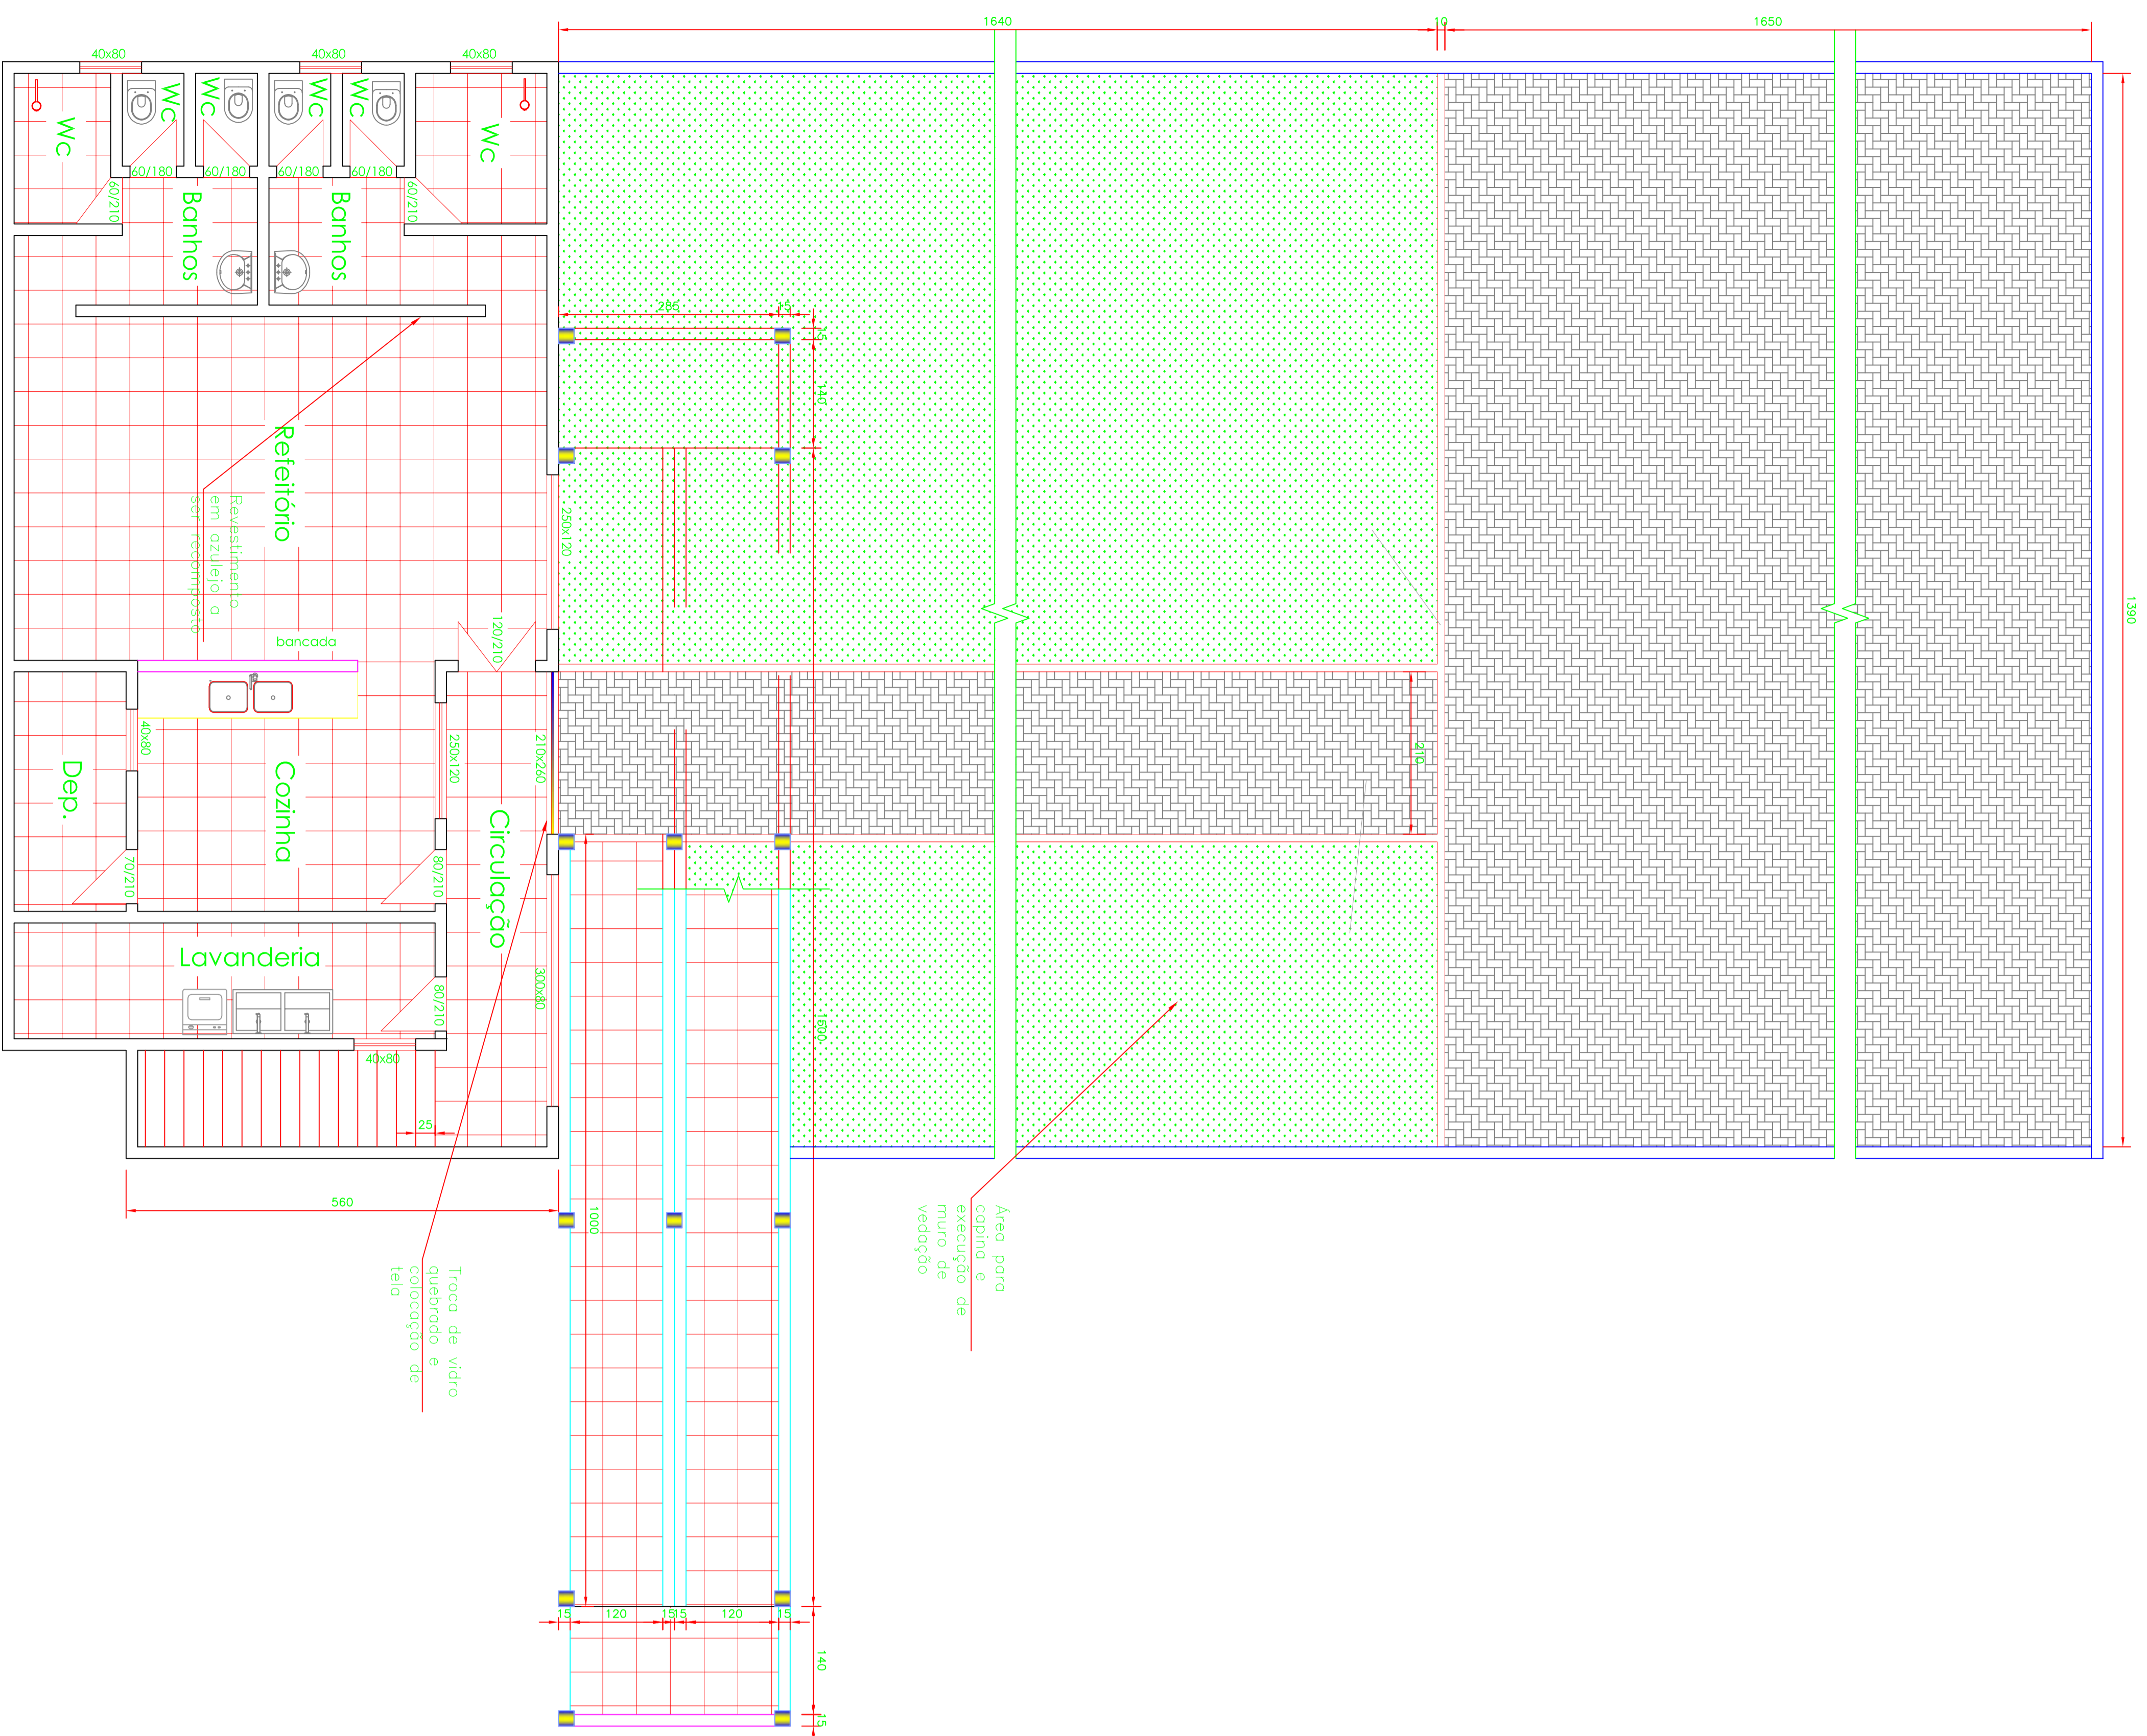 1640
10
1650
1390
40x80
40x80
40x80
Wc
Wc
Wc
Wc
Wc
Wc
60/180
60/180
60/180
60/180
60/210
60/210
Banhos
Banhos
285
15
15
140
Refeitório
250x120
Revestimento
em azulejo a
ser recomposto
120/210
bancada
40x80
250x120
210x260
210
Dep.
Cozinha
Circulação
70/210
80/210
Lavanderia
300x80
80/210
1500
40x80
25
560
1000
Área para
capina e
execução de
muro de
vedação
Troca de vidro
quebrado e
colocação de
tela
15
120
15
15
120
15
140
15